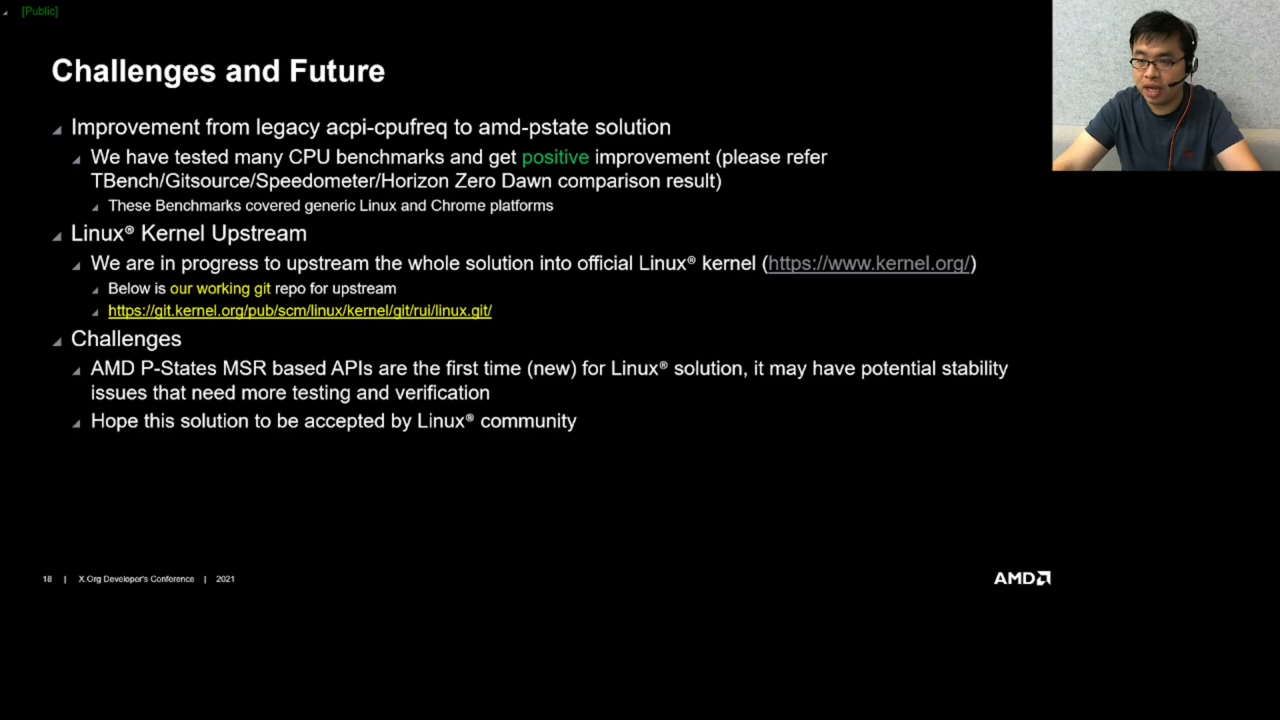 [Public]
Challenges and Future
Improvement from legacy acpi-cpufreq to amd-pstate solution
We have tested many CPU benchmarks and get positive improvement (please refer
TBench/Gitsource/Speedometer/Horizon Zero Dawn comparison result)
These Benchmarks covered generic Linux and Chrome platforms
Linux® Kernel Upstream
We are in progress to upstream the whole solution into official Linux® kernel (https://www.kernel.org/)
Below is our working git repo for upstream
https://git.kernel.org/pub/scm/linux/kernel/git/rui/linux.git/
Challenges
AMD P-States MSR based APIs are the first time (new) for Linux® solution, it may have potential stability
issues that need more testing and verification
Hope this solution to be accepted by Linux® community
18 | X.Org Developer's Conference | 2021
AMD